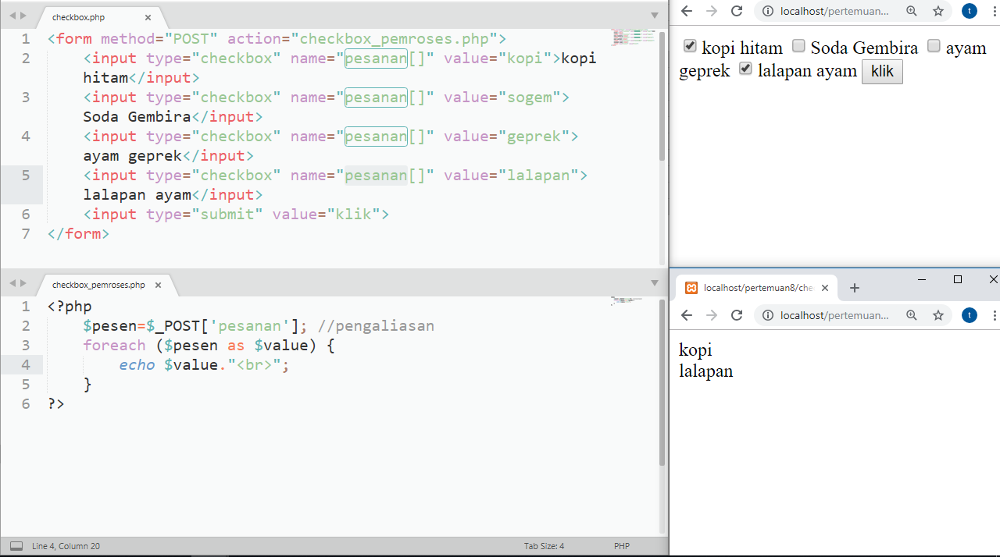 checkbox.php ×
1 <form method="POST" action="checkbox_pemroses.php">
2 <input type="checkbox" name="pesanan[]" value="kopi">kopi
hitam</input>
3 <input type="checkbox" name="pesanan[]" value="sogem">
Soda Gembira</input>
4 <input type="checkbox" name="pesanan[]" value="geprek">
ayam geprek</input>
5 <input type="checkbox" name="pesanan[]" value="lalapan">
lalapan ayam</input>
6 <input type="submit" value="klik">
7 </form>
checkbox_pemroses.php ×
1 <?php
2 $pesen=$_POST['pesanan']; //pengaliasan
3 foreach ($pesen as $value) {
4 echo $value."<br>";
5 }
6 ?>
Line 4, Column 20 Tab Size: 4 PHP
localhost/pertemuan... t
kopi hitam Soda Gembira ayam
geprek lalapan ayam klik
localhost/pertemuan8/che ×
localhost/pertemuan... t
kopi
lalapan